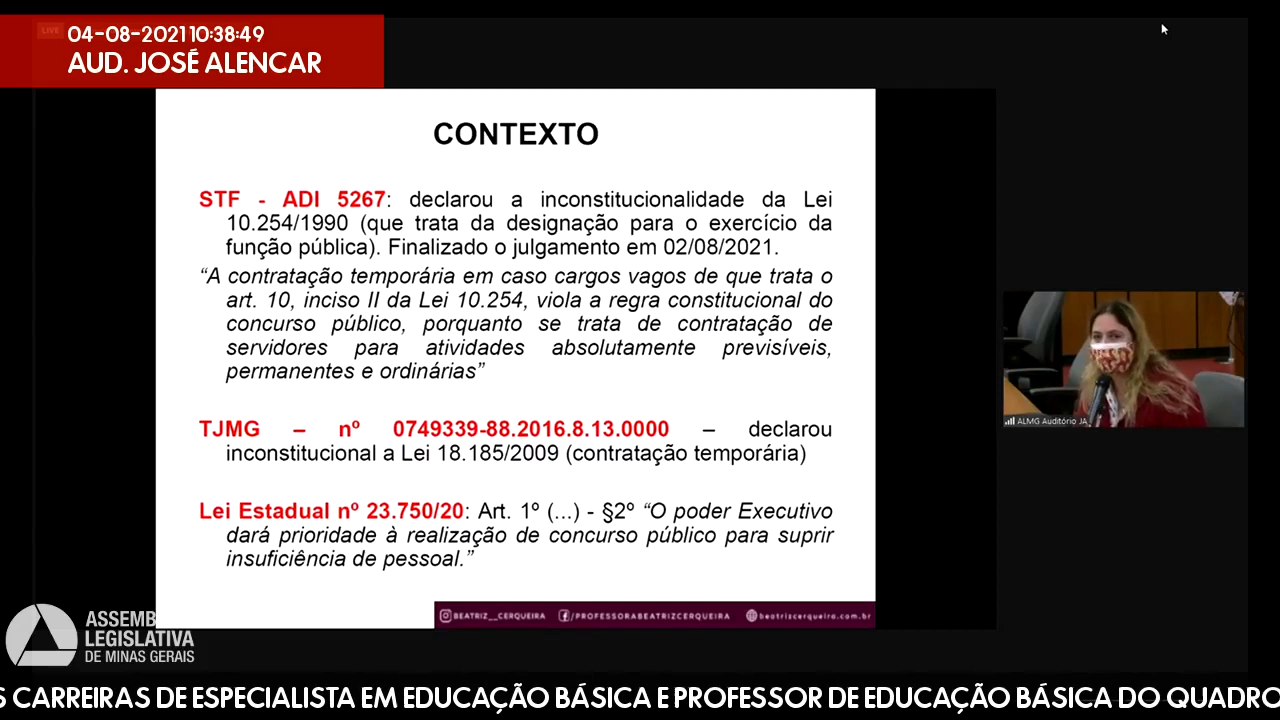 LIVE
04-08-2021 10:38:49
AUD. JOSÉ ALENCAR
CONTEXTO
STF - ADI 5267: declarou a inconstitucionalidade da Lei
10.254/1990 (que trata da designação para o exercício da
função pública). Finalizado o julgamento em 02/08/2021.
“A contratação temporária em caso cargos vagos de que trata o
art. 10, inciso II da Lei 10.254, viola a regra constitucional do
concurso público, porquanto se trata de contratação de
servidores para atividades absolutamente previsíveis,
permanentes e ordinárias”
TJMG – nº 0749339-88.2016.8.13.0000 – declarou
inconstitucional a Lei 18.185/2009 (contratação temporária)
Lei Estadual nº 23.750/20: Art. 1º (...) - §2º “O poder Executivo
dará prioridade à realização de concurso público para suprir
insuficiência de pessoal.”
BEATRIZ__CERQUEIRA /PROFESSORABEATRIZCERQUEIRA beatrizcerqueira.com.br
ALMG Auditório JA
ASSEMB
LEGISLATIVA
DE MINAS GERAIS
S CARREIRAS DE ESPECIALISTA EM EDUCAÇÃO BÁSICA E PROFESSOR DE EDUCAÇÃO BÁSICA DO QUADRO